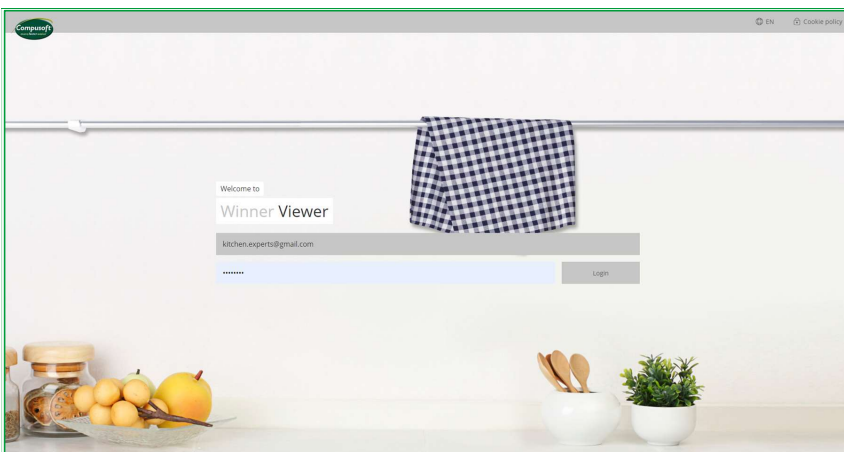 Compusoft
EN
Cookie policy
Welcome to
Winner Viewer
kitchen.experts@gmail.com
••••••••
Login